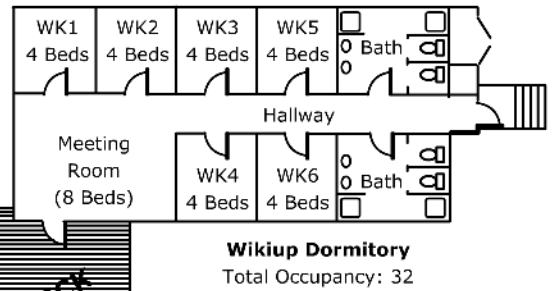 WK1
4 Beds
WK2
4 Beds
WK3
4 Beds
WK5
4 Beds
Bath
Hallway
Meeting
Room
(8 Beds)
WK4
4 Beds
WK6
4 Beds
Bath
Wikiup Dormitory
Total Occupancy: 32